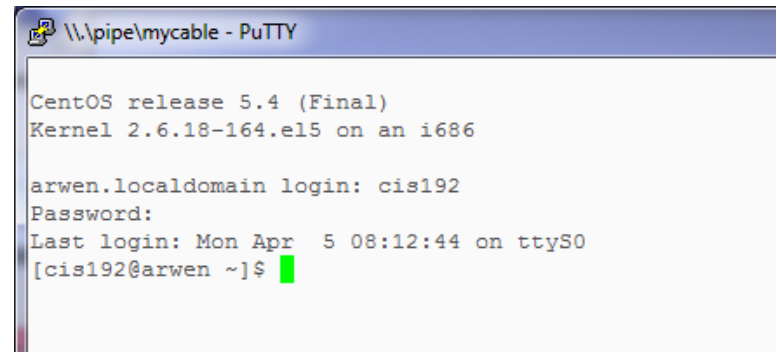 \\.\pipe\mycable - PuTTY
CentOS release 5.4 (Final)
Kernel 2.6.18-164.el5 on an i686
arwen.localdomain login: cis192
Password:
Last login: Mon Apr  5 08:12:44 on ttyS0
[cis192@arwen ~]$